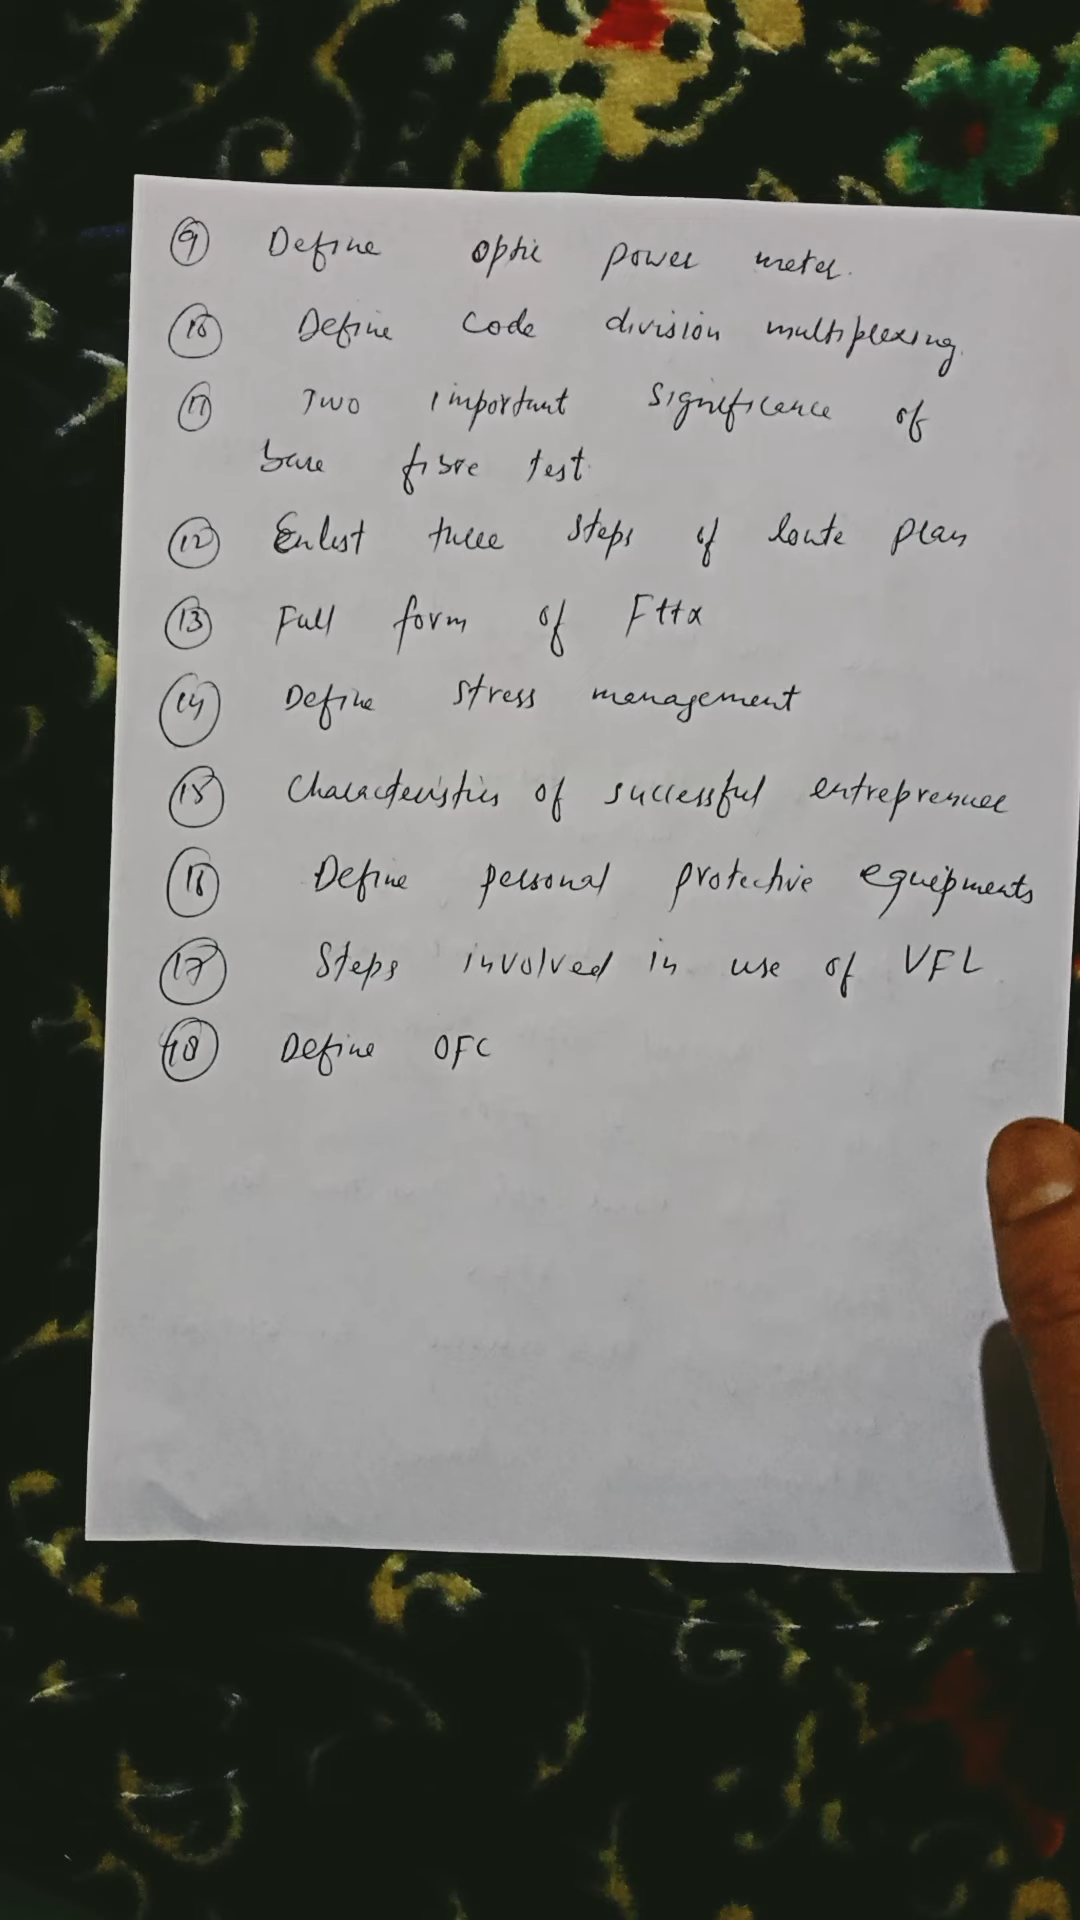 9 Define optic power meter.
10 Define Code division multiplexing.
11 Two important significance of
bare fibre test.
12 Enlist three steps of route plan
13 Full form of Fttx
14 Define stress management
15 Characteristics of successful entreprenuer
16 Define personal protective equipments
17 Steps involved in use of VFL
18 Define OFC